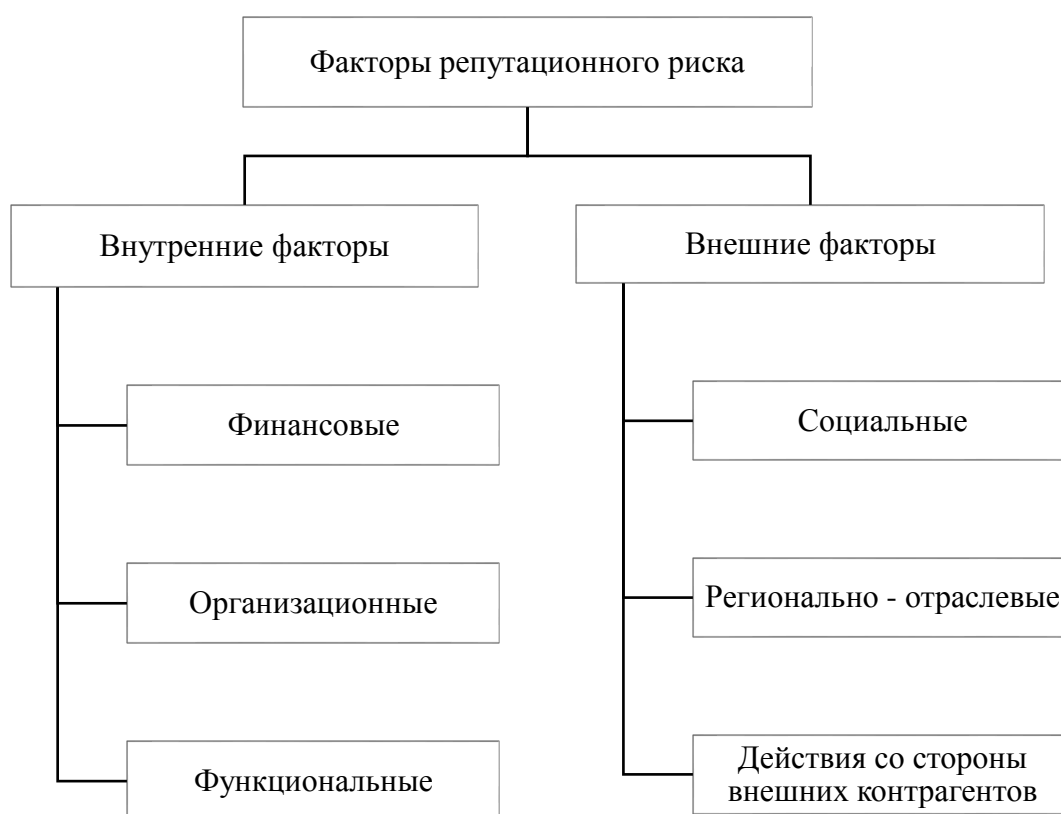 Факторы репутационного риска
Внутренние факторы
Финансовые
Организационные
Функциональные
Внешние факторы
Социальные
Регионально - отраслевые
Действия со стороны
внешних контрагентов